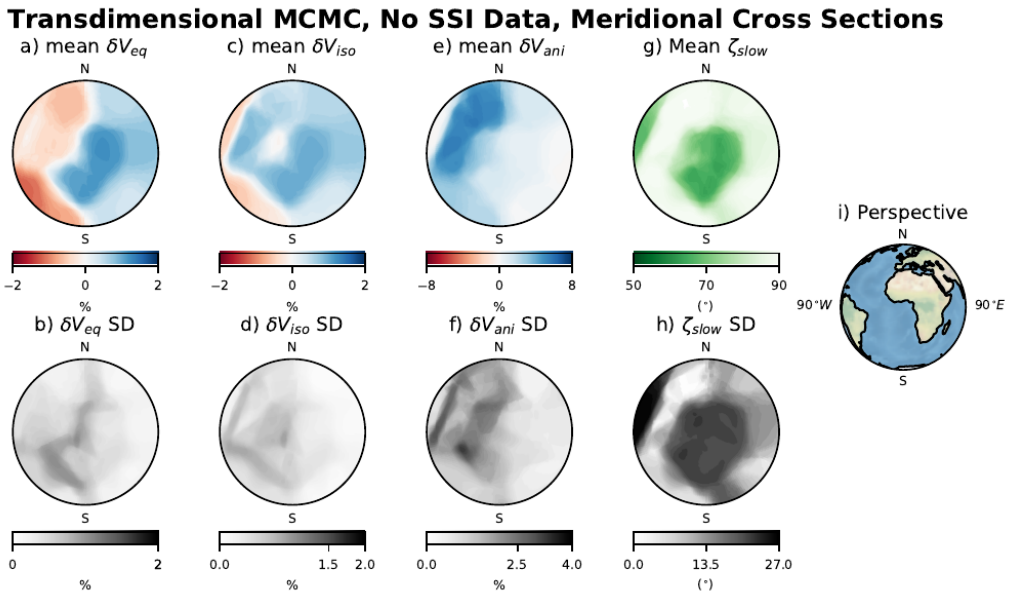 Transdimensional MCMC, No SSI Data, Meridional Cross Sections
a) mean δV_eq
c) mean δV_iso
e) mean δV_ani
g) Mean ζ_slow
N
N
N
N
S
S
S
S
−2 0 2
−2 0 2
−8 0 8
50 70 90
%
%
%
(°)
b) δV_eq SD
d) δV_iso SD
f) δV_ani SD
h) ζ_slow SD
N
N
N
N
S
S
S
S
0 2
0.0 1.5 2.0
0.0 2.5 4.0
0.0 13.5 27.0
%
%
%
(°)
i) Perspective
N
90°W
90°E
S